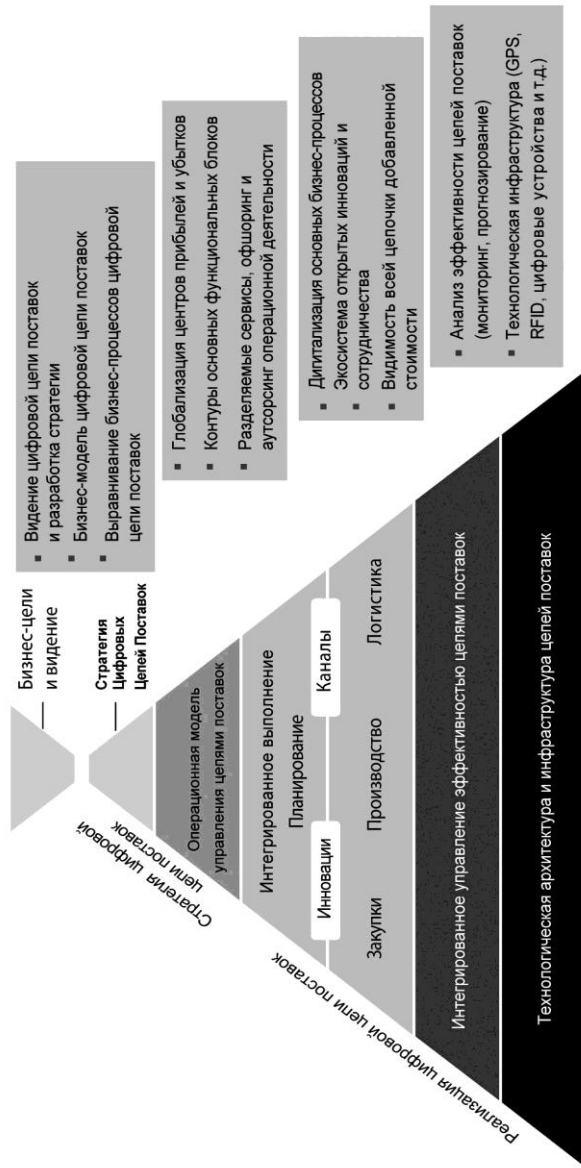 Бизнес-цели
и видение
Стратегия
Цифровых
Цепей Поставок
Стратегия цифровой
цепи поставок
Операционная модель
управления цепями поставок
Интегрированное выполнение
Планирование
Инновации
Каналы
Закупки
Производство
Логистика
Реализация цифровой цепи поставок
Интегрированное управление эффективностью цепями поставок
Технологическая архитектура и инфраструктура цепей поставок
▪ Видение цифровой цепи поставок
и разработка стратегии
▪ Бизнес-модель цифровой цепи поставок
▪ Выравнивание бизнес-процессов цифровой
цепи поставок
▪ Глобализация центров прибылей и убытков
▪ Контуры основных функциональных блоков
▪ Разделяемые сервисы, офшоринг и
аутсорсинг операционной деятельности
▪ Дигитализация основных бизнес-процессов
▪ Экосистема открытых инноваций и
▪ сотрудничества
▪ Видимость всей цепочки добавленной
стоимости
▪ Анализ эффективности цепей поставок
(мониторинг, прогнозирование)
▪ Технологическая инфраструктура (GPS,
RFID, цифровые устройства и т.д.)